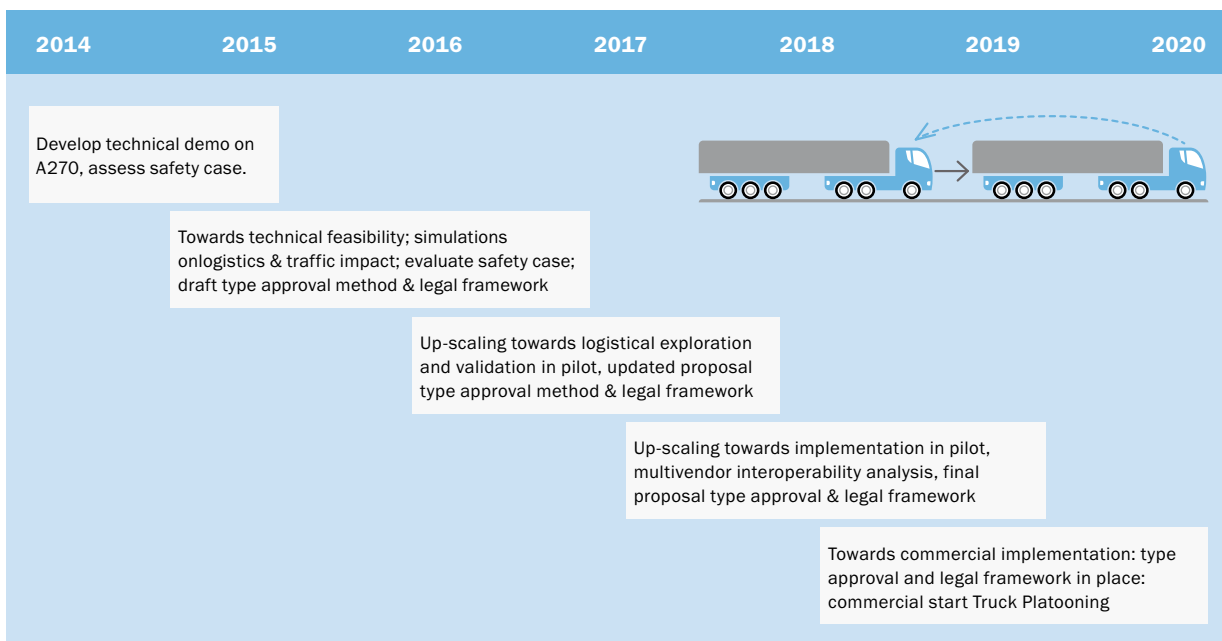 2014 2015 2016 2017 2018 2019 2020
Develop technical demo on
A270, assess safety case.
Towards technical feasibility; simulations
onlogistics & traffic impact; evaluate safety case;
draft type approval method & legal framework
Up-scaling towards logistical exploration
and validation in pilot, updated proposal
type approval method & legal framework
Up-scaling towards implementation in pilot,
multivendor interoperability analysis, final
proposal type approval & legal framework
Towards commercial implementation: type
approval and legal framework in place:
commercial start Truck Platooning